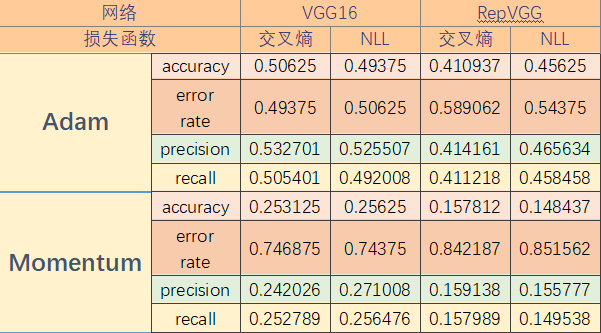 网络 VGG16 RepVGG
损失函数 交叉熵 NLL 交叉熵 NLL
Adam
accuracy 0.50625 0.49375 0.410937 0.45625
error
rate 0.49375 0.50625 0.589062 0.54375
precision 0.532701 0.525507 0.414161 0.465634
recall 0.505401 0.492008 0.411218 0.458458
Momentum
accuracy 0.253125 0.25625 0.157812 0.148437
error
rate 0.746875 0.74375 0.842187 0.851562
precision 0.242026 0.271008 0.159138 0.155777
recall 0.252789 0.256476 0.157989 0.149538